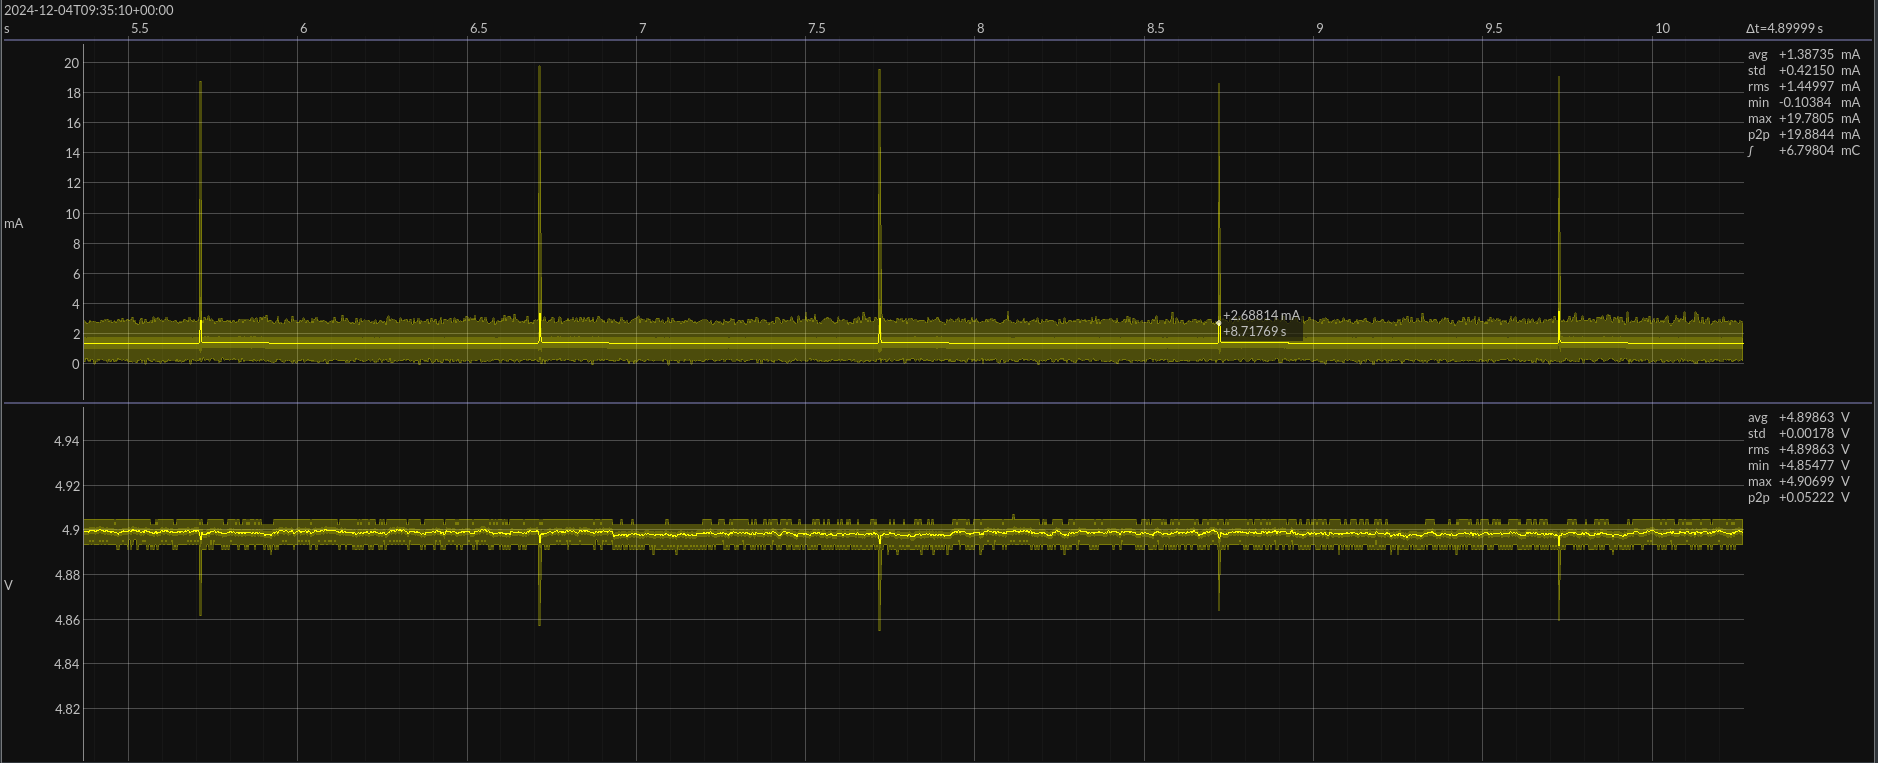 2024-12-04T09:35:10+00:00
s 5.5 6 6.5 7 7.5 8 8.5 9 9.5 10 Δt=4.89999 s
20
18
16
14
12
10
mA
8
6
4
2
0
avg +1.38735 mA
std +0.42150 mA
rms +1.44997 mA
min -0.10384 mA
max +19.7805 mA
p2p +19.8844 mA
∫ +6.79804 mC
+2.68814 mA
+8.71769 s
4.94
4.92
4.9
4.88
V
4.86
4.84
4.82
avg +4.89863 V
std +0.00178 V
rms +4.89863 V
min +4.85477 V
max +4.90699 V
p2p +0.05222 V